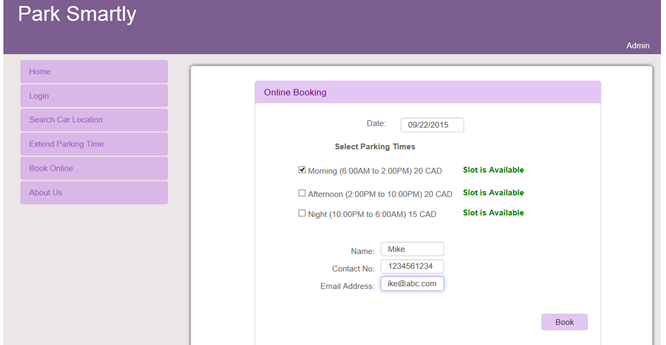 Park Smartly
Admin
Home
Login
Search Car Location
Extend Parking Time
Book Online
About Us
Online Booking
Date: 09/22/2015
Select Parking Times
Morning (6:00AM to 2:00PM) 20 CAD Slot is Available
Afternoon (2:00PM to 10:00PM) 20 CAD Slot is Available
Night (10:00PM to 6:00AM) 15 CAD Slot is Available
Name: Mike
Contact No: 1234561234
Email Address: ike@abc.com
Book